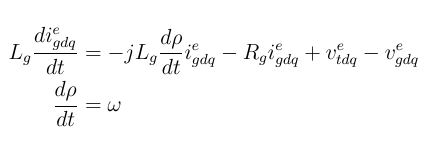 L_g \frac{di^e_{gdq}}{dt} = -jL_g \frac{d\rho}{dt} i^e_{gdq} - R_g i^e_{gdq} + v^e_{tdq} - v^e_{gdq}
\frac{d\rho}{dt} = \omega